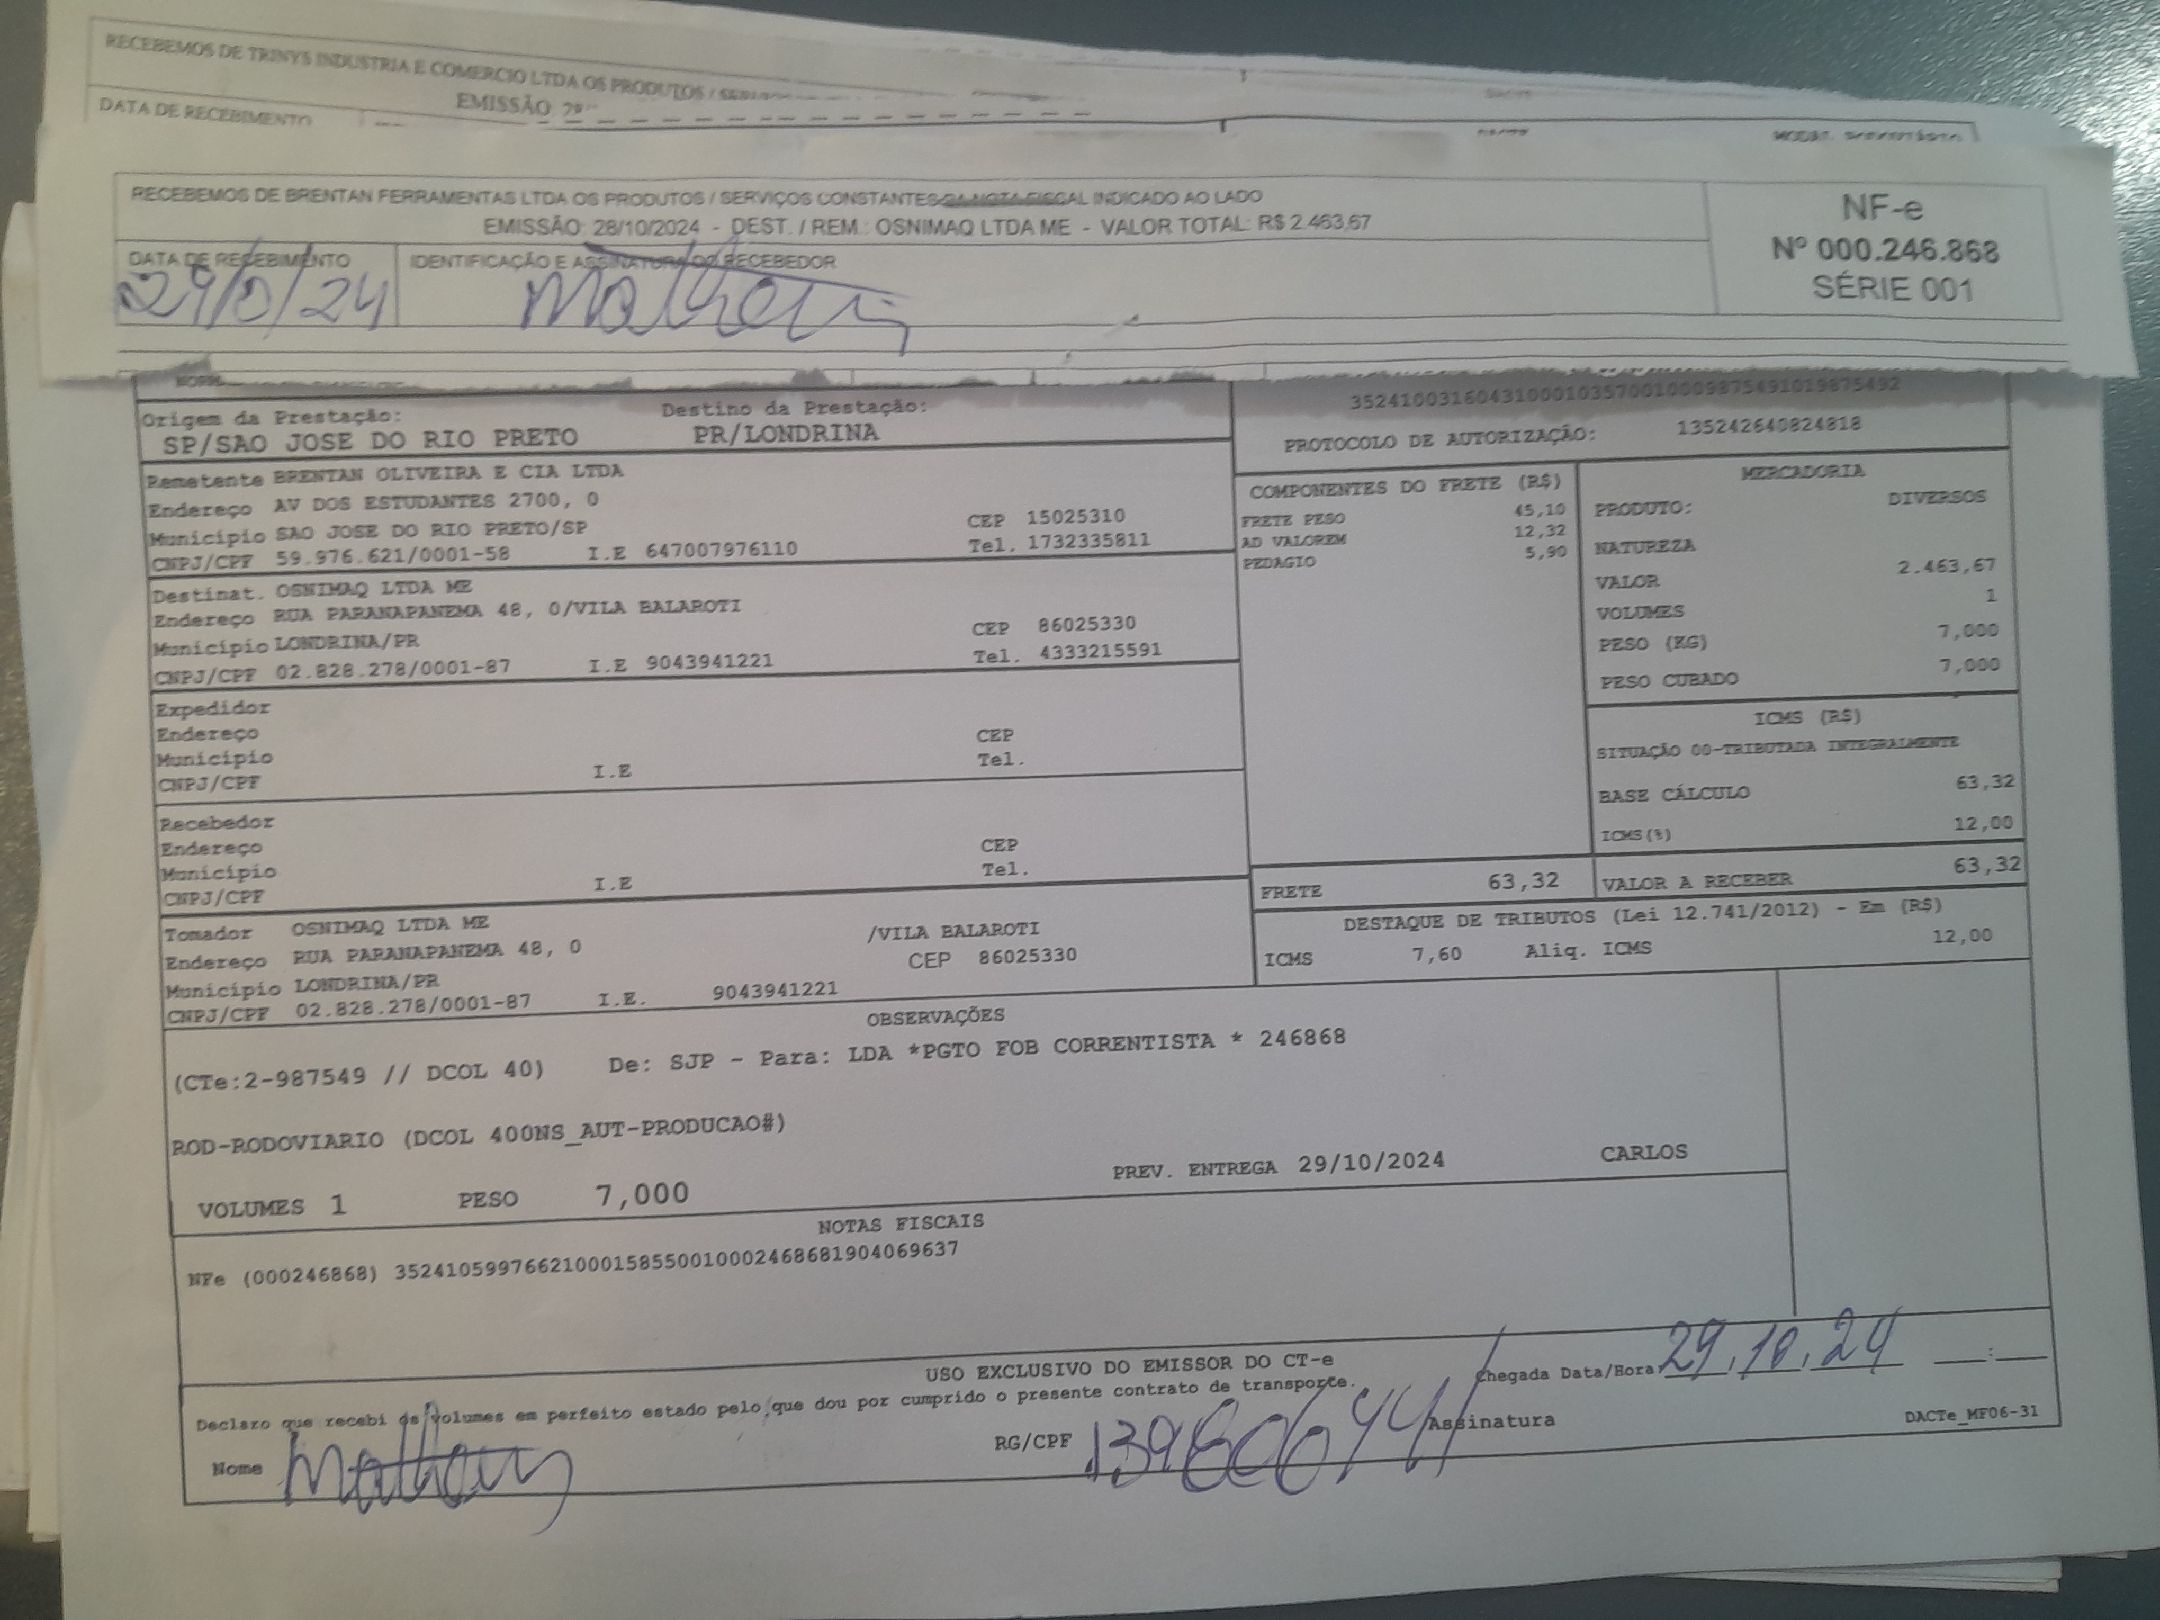 RECEBEMOS DE TRINYS INDUSTRIA E COMERCIO LTDA OS PRODUTOS /
EMISSÃO
DATA DE RECEBIMENTO
RECEBEMOS DE BRENTAN FERRAMENTAS LTDA OS PRODUTOS / SERVIÇOS CONSTANTES DA NOTA FISCAL INDICADO AO LADO
EMISSÃO: 28/10/2024 - DEST. / REM.: OSNIMAQ LTDA ME - VALOR TOTAL: R$ 2.463,67
NF-e
Nº 000.246.868
SÉRIE 001
DATA DE RECEBIMENTO IDENTIFICAÇÃO E ASSINATURA DO RECEBEDOR
Matheus
35241003160431000103570010009875491019875492
Origem da Prestação: Destino da Prestação:
SP/SAO JOSE DO RIO PRETO PR/LONDRINA
PROTOCOLO DE AUTORIZAÇÃO: 135242640824818
Remetente BRENTAN OLIVEIRA E CIA LTDA
Endereço AV DOS ESTUDANTES 2700, 0
Município SAO JOSE DO RIO PRETO/SP CEP 15025310
CNPJ/CPF 59.976.621/0001-58 I.E 647007976110 Tel. 1732335811
Destinat. OSNIMAQ LTDA ME
Endereço RUA PARANAPANEMA 48, 0/VILA BALAROTI
Município LONDRINA/PR CEP 86025330
CNPJ/CPF 02.828.278/0001-87 I.E 9043941221 Tel. 4333215591
Expedidor
Endereço CEP
Município Tel.
CNPJ/CPF I.E
Recebedor
Endereço CEP
Município Tel.
CNPJ/CPF I.E
Tomador OSNIMAQ LTDA ME
Endereço RUA PARANAPANEMA 48, 0 /VILA BALAROTI
Município LONDRINA/PR CEP 86025330
CNPJ/CPF 02.828.278/0001-87 I.E. 9043941221
COMPONENTES DO FRETE (R$)
FRETE PESO 45,10
AD VALOREM 12,32
PEDAGIO 5,90
MERCADORIA
PRODUTO: DIVERSOS
NATUREZA
VALOR 2.463,67
VOLUMES 1
PESO (KG) 7,000
PESO CUBADO 7,000
ICMS (R$)
SITUAÇÃO 00-TRIBUTADA INTEGRALMENTE
BASE CÁLCULO 63,32
ICMS(%) 12,00
FRETE 63,32 VALOR A RECEBER 63,32
DESTAQUE DE TRIBUTOS (Lei 12.741/2012) - Em (R$)
ICMS 7,60 Aliq. ICMS 12,00
OBSERVAÇÕES
(CTe:2-987549 // DCOL 40) De: SJP - Para: LDA *PGTO FOB CORRENTISTA * 246868
ROD-RODOVIARIO (DCOL 400NS_AUT-PRODUCAO#)
VOLUMES 1 PESO 7,000 PREV. ENTREGA 29/10/2024 CARLOS
NOTAS FISCAIS
NFe (000246868) 35241059976621000158550010002468681904069637
USO EXCLUSIVO DO EMISSOR DO CT-e
Chegada Data/Hora 29.10.24 :
Declaro que recebi os volumes em perfeito estado pelo que dou por cumprido o presente contrato de transporte.
Nome Matheus RG/CPF Assinatura DACTe_MF06-31